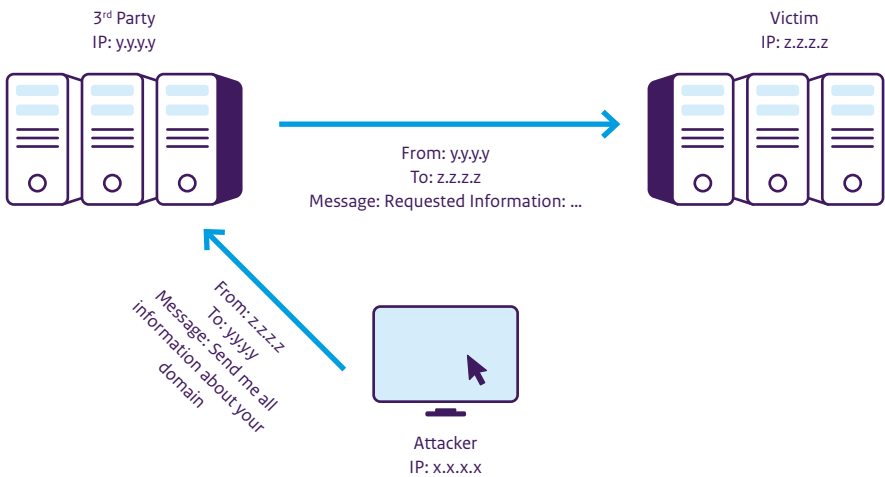 3rd Party
IP: y.y.y.y
Victim
IP: z.z.z.z
From: y.y.y.y
To: z.z.z.z
Message: Requested Information: ...
From: z.z.z.z
To: y.y.y.y
Message: Send me all
information about your
domain
Attacker
IP: x.x.x.x